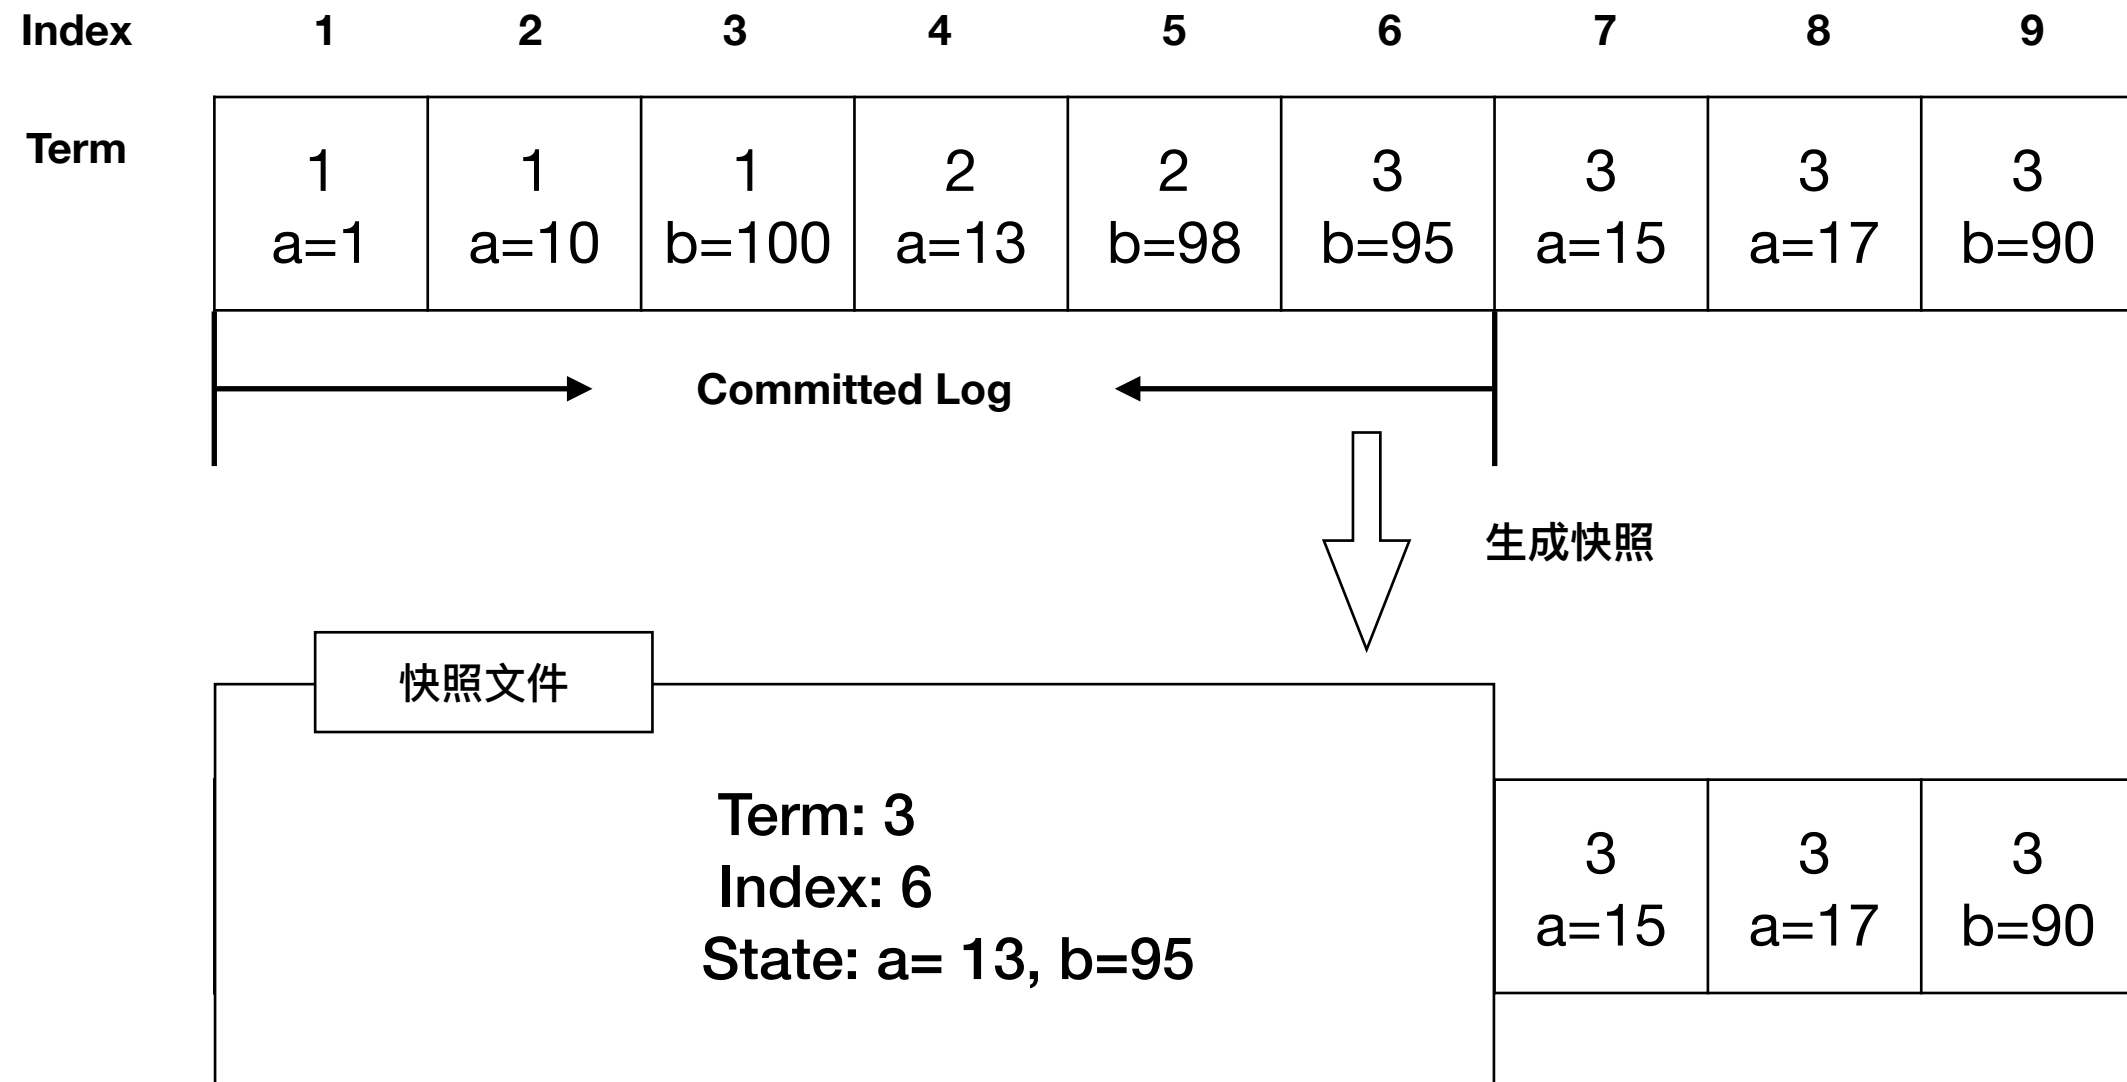 Index 1 2 3 4 5 6 7 8 9
Term 1 1 1 2 2 3 3 3 3
a=1 a=10 b=100 a=13 b=98 b=95 a=15 a=17 b=90
Committed Log
生成快照
快照文件
Term: 3
Index: 6
State: a= 13, b=95
3 3 3
a=15 a=17 b=90